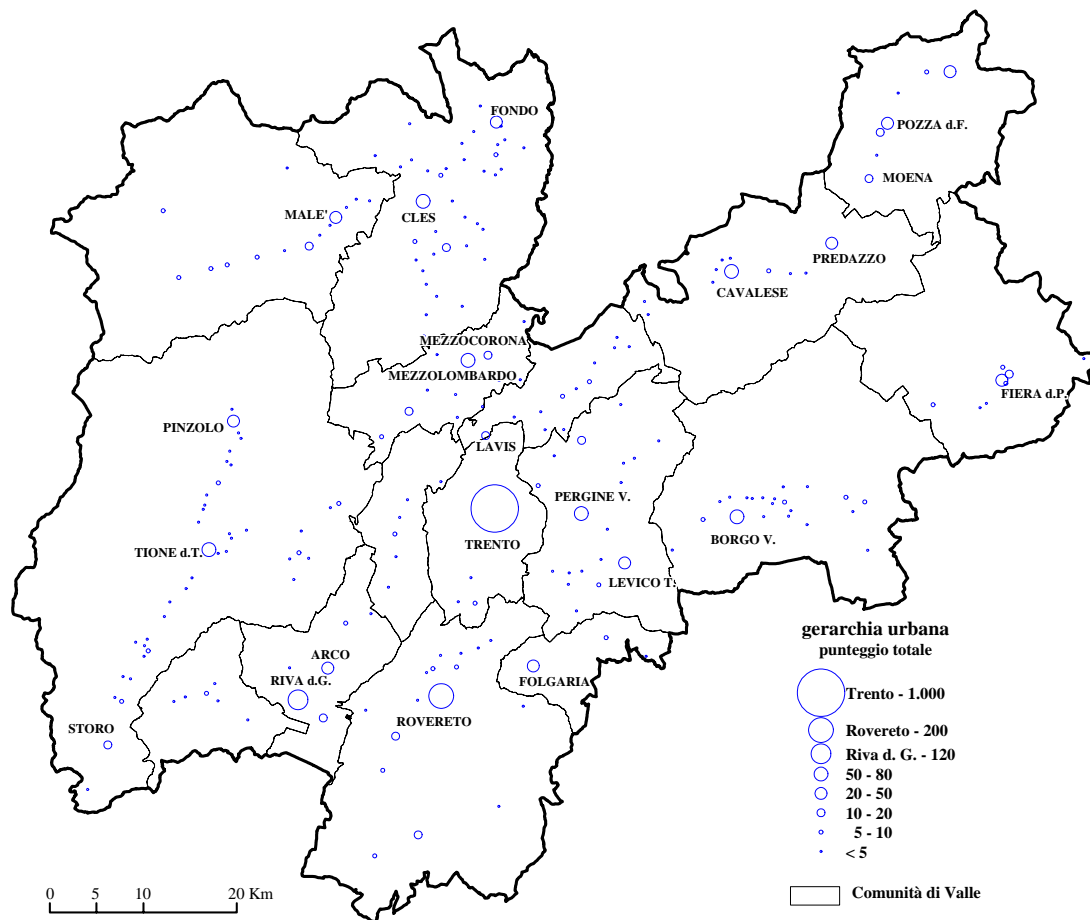 FONDO
POZZA d.F.
MOENA
MALE'
CLES
PREDAZZO
CAVALESE
MEZZOCORONA
MEZZOLOMBARDO
FIERA d.P.
PINZOLO
LAVIS
PERGINE V.
TRENTO
BORGO V.
TIONE d.T.
LEVICO T.
ARCO
RIVA d.G.
FOLGARIA
ROVERETO
STORO
gerarchia urbana
punteggio totale
Trento - 1.000
Rovereto - 200
Riva d. G. - 120
50 - 80
20 - 50
10 - 20
5 - 10
< 5
Comunità di Valle
0 5 10 20 Km